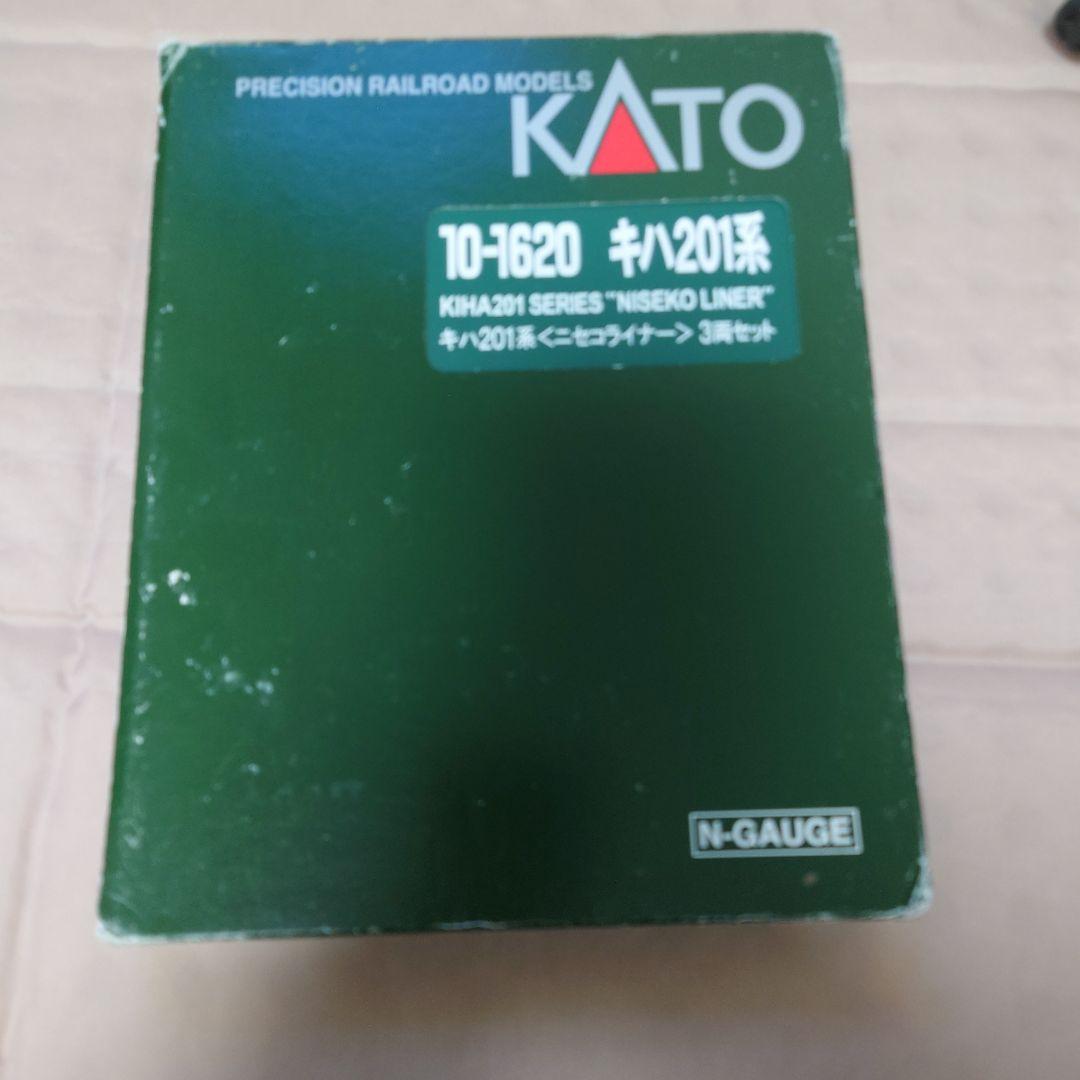 PRECISION RAILROAD MODELS
KATO
10-1620 キハ201系
KIHA201 SERIES "NISEKO LINER"
キハ201系<ニセコライナー> 3両セット
N-GAUGE